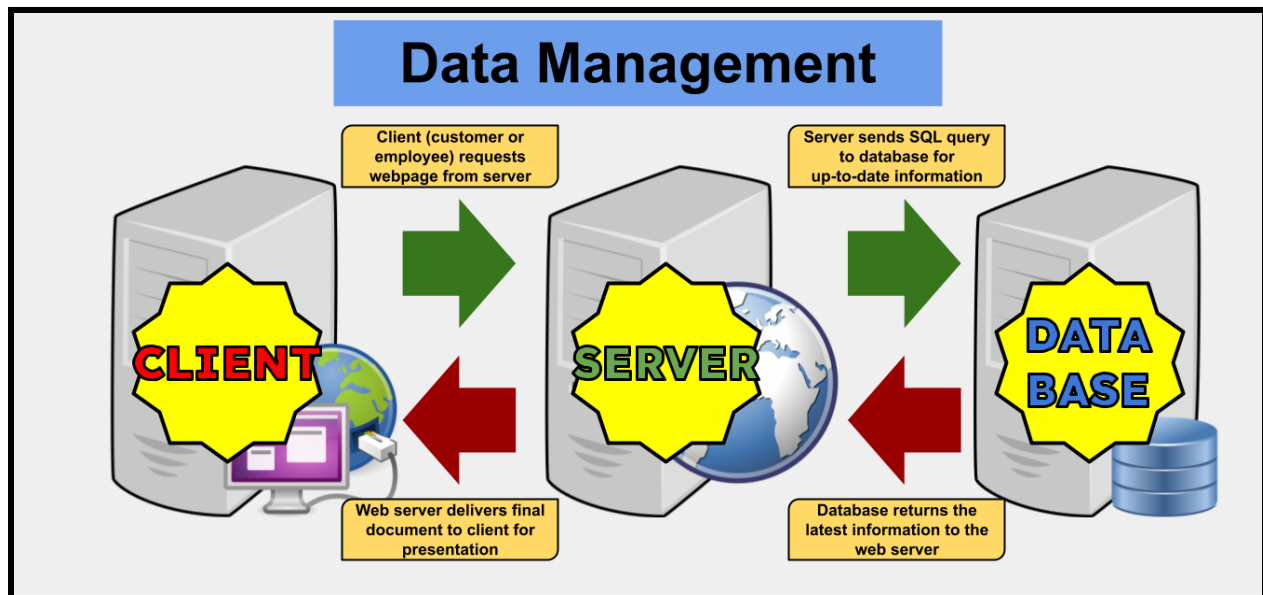 Data Management
Client (customer or
employee) requests
webpage from server
Server sends SQL query
to database for
up-to-date information
CLIENT
SERVER
DATA
BASE
Web server delivers final
document to client for
presentation
Database returns the
latest information to the
web server